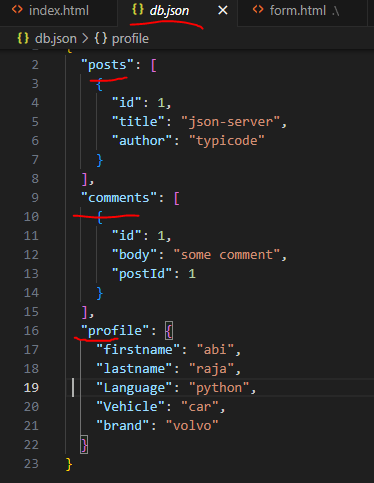 index.html
db.json
form.html .\
db.json > {} profile
1 {
2 "posts": [
3 {
4 "id": 1,
5 "title": "json-server",
6 "author": "typicode"
7 }
8 ],
9 "comments": [
10 {
11 "id": 1,
12 "body": "some comment",
13 "postId": 1
14 }
15 ],
16 "profile": {
17 "firstname": "abi",
18 "lastname": "raja",
19 "Language": "python",
20 "Vehicle": "car",
21 "brand": "volvo"
22 }
23 }